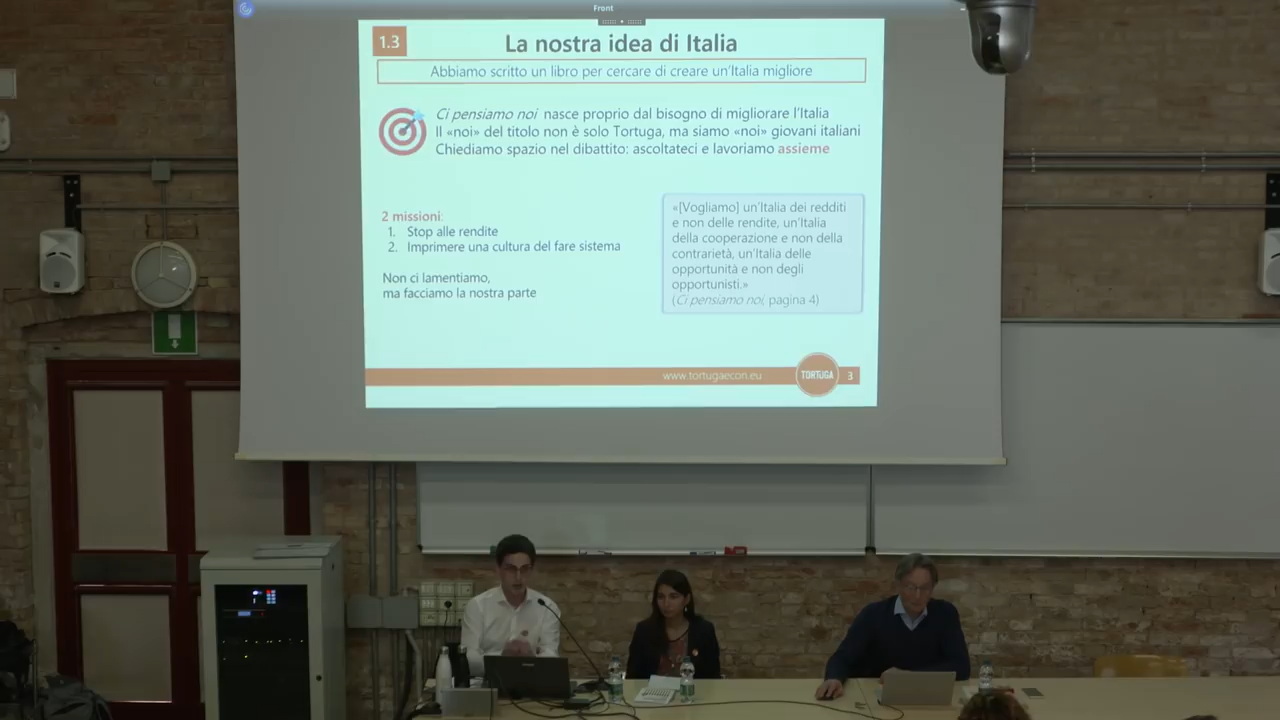 Front
1.3
La nostra idea di Italia
Abbiamo scritto un libro per cercare di creare un'Italia migliore
Ci pensiamo noi nasce proprio dal bisogno di migliorare l'Italia
Il «noi» del titolo non è solo Tortuga, ma siamo «noi» giovani italiani
Chiediamo spazio nel dibattito: ascoltateci e lavoriamo assieme
2 missioni:
1. Stop alle rendite
2. Imprimere una cultura del fare sistema
Non ci lamentiamo,
ma facciamo la nostra parte
«[Vogliamo] un'Italia dei redditi
e non delle rendite, un'Italia
della cooperazione e non della
contrarietà, un'Italia delle
opportunità e non degli
opportunisti.»
(Ci pensiamo noi, pagina 4)
www.tortugaecon.eu
TORTUGA
3